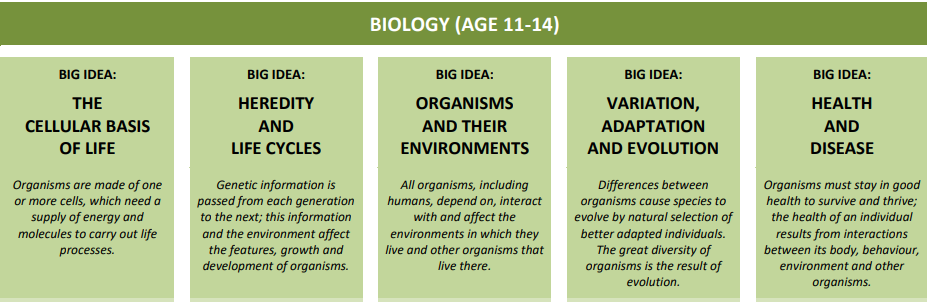 BIOLOGY (AGE 11-14)
BIG IDEA:
THE
CELLULAR BASIS
OF LIFE
Organisms are made of one
or more cells, which need a
supply of energy and
molecules to carry out life
processes.
BIG IDEA:
HEREDITY
AND
LIFE CYCLES
Genetic information is
passed from each generation
to the next; this information
and the environment affect
the features, growth and
development of organisms.
BIG IDEA:
ORGANISMS
AND THEIR
ENVIRONMENTS
All organisms, including
humans, depend on, interact
with and affect the
environments in which they
live and other organisms that
live there.
BIG IDEA:
VARIATION,
ADAPTATION
AND EVOLUTION
Differences between
organisms cause species to
evolve by natural selection of
better adapted individuals.
The great diversity of
organisms is the result of
evolution.
BIG IDEA:
HEALTH
AND
DISEASE
Organisms must stay in good
health to survive and thrive;
the health of an individual
results from interactions
between its body, behaviour,
environment and other
organisms.